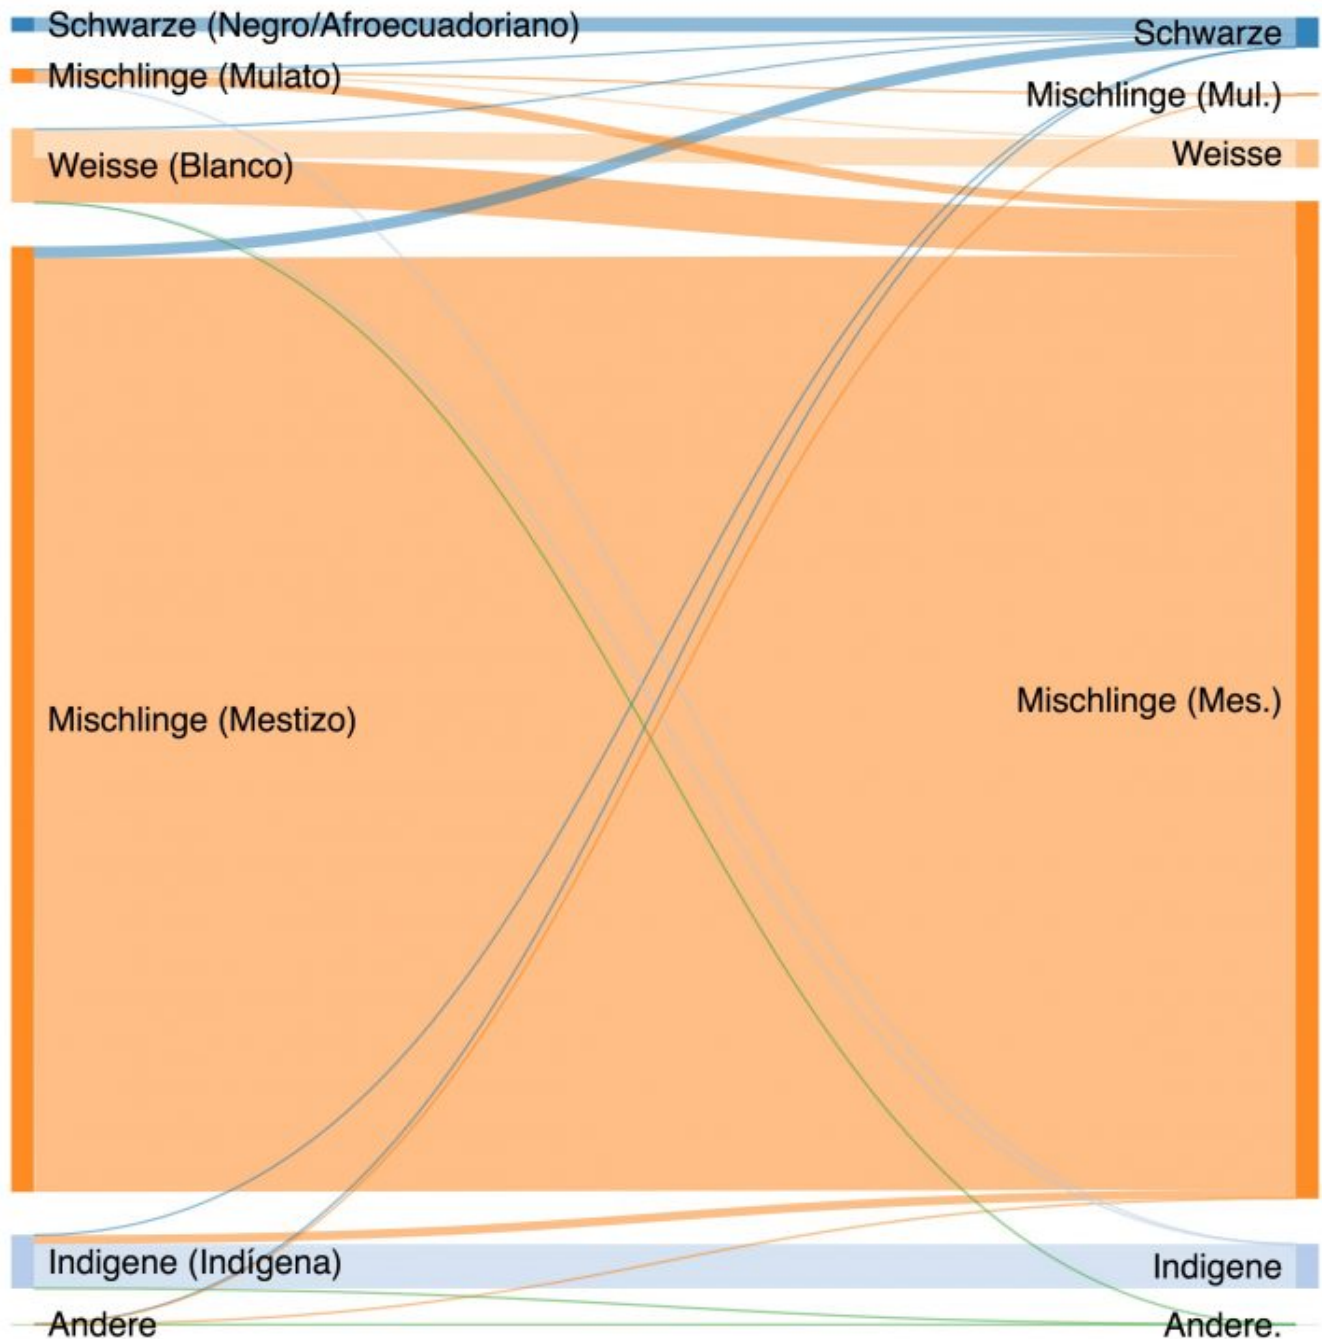 Schwarze (Negro/Afroecuadoriano)
Schwarze
Mischlinge (Mulato)
Mischlinge (Mul.)
Weisse (Blanco)
Weisse
Mischlinge (Mestizo)
Mischlinge (Mes.)
Indigene (Indígena)
Indigene
Andere
Andere.